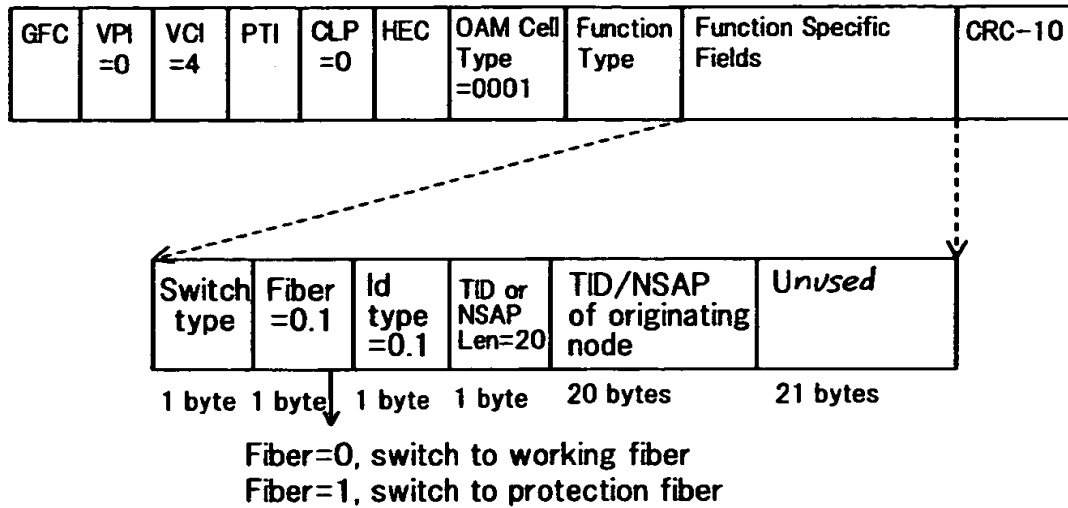 GFC
VPI
=0
VCI
=4
PTI
CLP
=0
HEC
OAM Cell
Type
=0001
Function
Type
Function Specific
Fields
CRC-10
Switch
type
Fiber
=0.1
Id
type
=0.1
TID or
NSAP
Len=20
TID/NSAP
of originating
node
Unused
1 byte
1 byte
1 byte
1 byte
20 bytes
21 bytes
Fiber=0, switch to working fiber
Fiber=1, switch to protection fiber